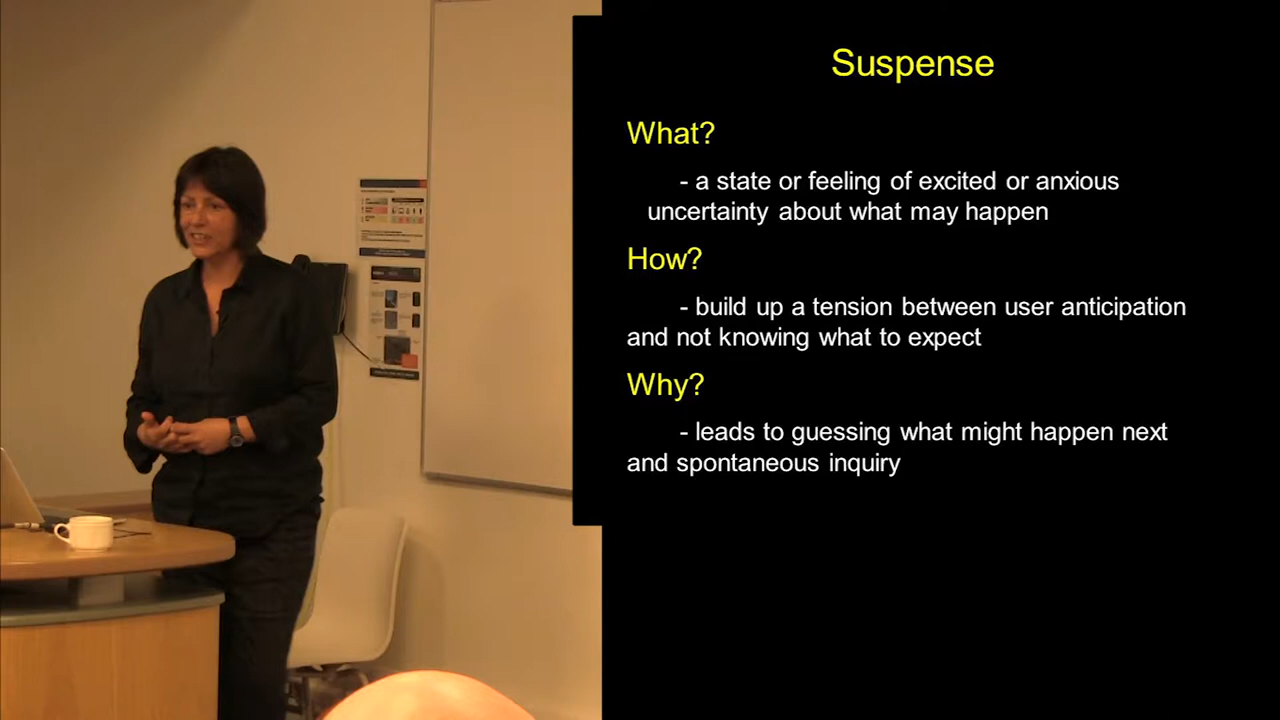 Suspense
What?
- a state or feeling of excited or anxious
uncertainty about what may happen
How?
- build up a tension between user anticipation
and not knowing what to expect
Why?
- leads to guessing what might happen next
and spontaneous inquiry